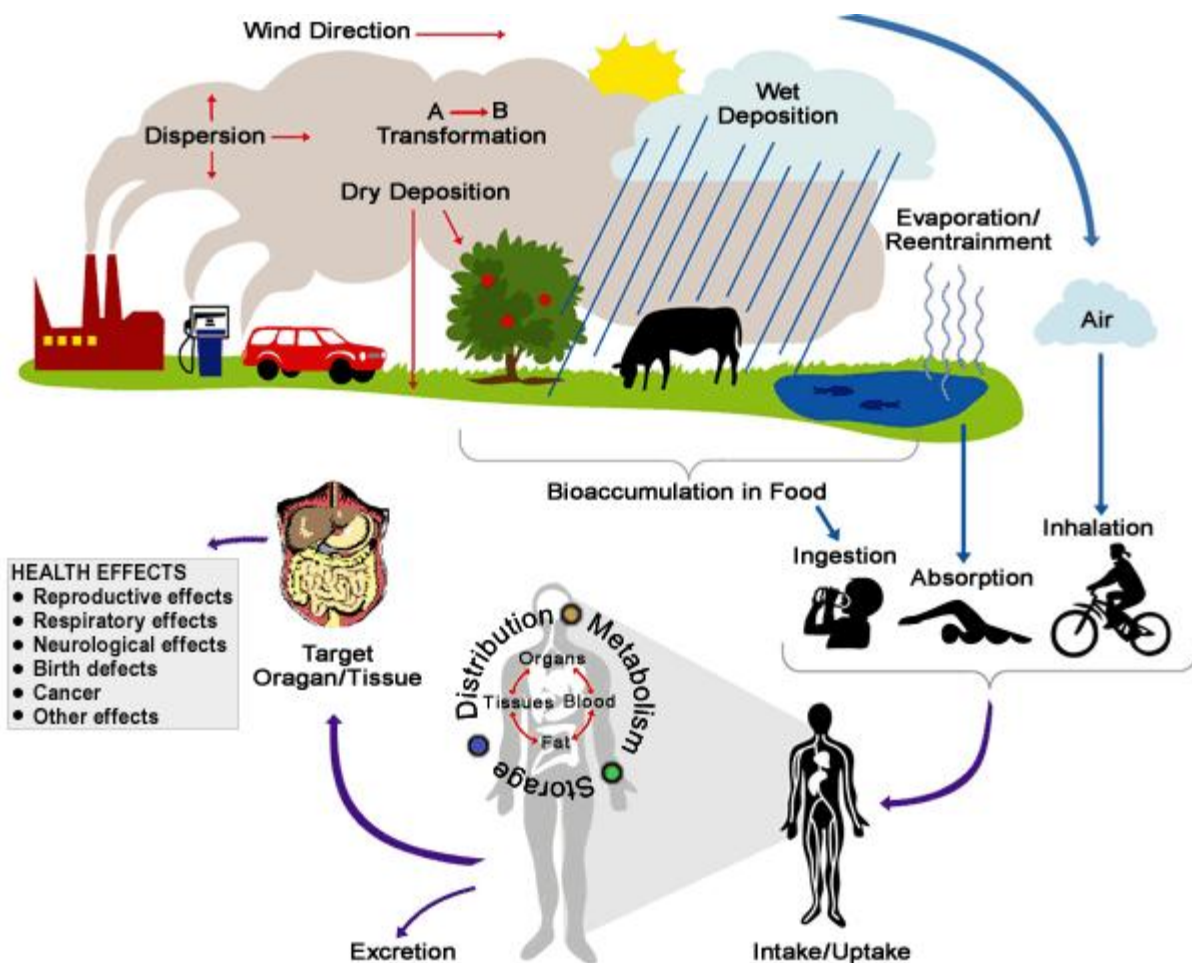 Wind Direction
Wet
Deposition
A B
Dispersion
Transformation
Dry Deposition
Evaporation/
Reentrainment
Air
Bioaccumulation in Food
Inhalation
Ingestion
Absorption
HEALTH EFFECTS
● Reproductive effects
● Respiratory effects
● Neurological effects
● Birth defects
● Cancer
● Other effects
Target
Oragan/Tissue
Distribution
Metabolism
Storage
Organs
Tissues Blood
Fat
Excretion
Intake/Uptake